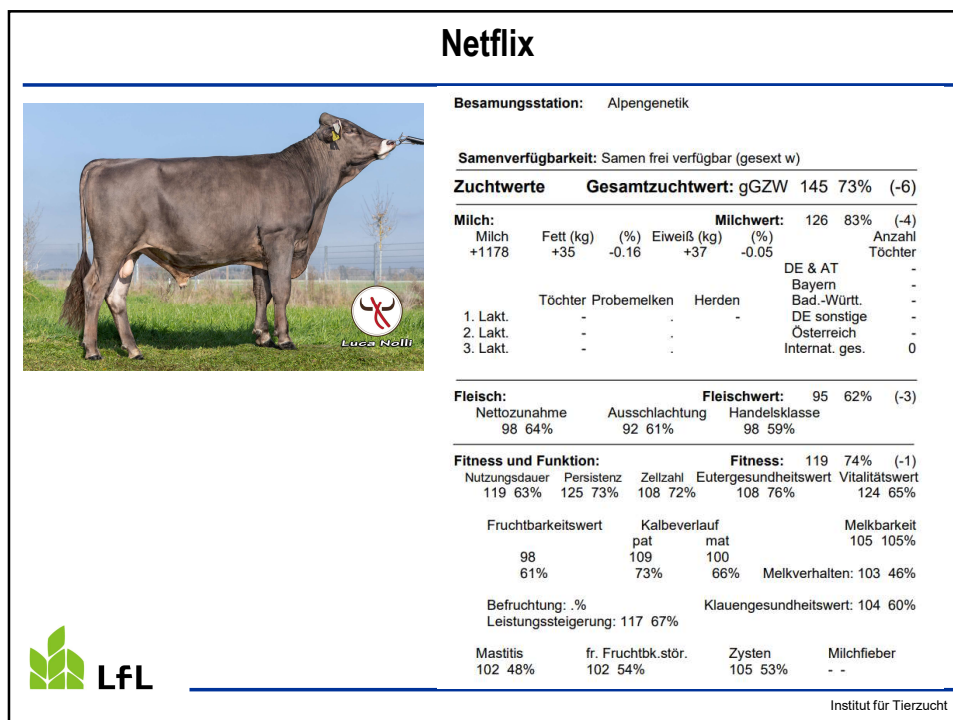 Netflix
Besamungsstation: Alpengenetik
Samenverfügbarkeit: Samen frei verfügbar (gesext w)
Zuchtwerte Gesamtzuchtwert: gGZW 145 73% (-6)
Milch: Milchwert: 126 83% (-4)
Milch Fett (kg) (%) Eiweiß (kg) (%) Anzahl
+1178 +35 -0.16 +37 -0.05 Töchter
DE & AT -
Bayern -
Töchter Probemelken Herden Bad.-Württ. -
1. Lakt. - . - DE sonstige -
2. Lakt. - . Österreich -
3. Lakt. - . Internat. ges. 0
Fleisch: Fleischwert: 95 62% (-3)
Nettozunahme Ausschlachtung Handelsklasse
98 64% 92 61% 98 59%
Fitness und Funktion: Fitness: 119 74% (-1)
Nutzungsdauer Persistenz Zellzahl Eutergesundheitswert Vitalitätswert
119 63% 125 73% 108 72% 108 76% 124 65%
Fruchtbarkeitswert Kalbeverlauf Melkbarkeit
pat mat 105 105%
98 109 100
61% 73% 66% Melkverhalten: 103 46%
Befruchtung: .% Klauengesundheitswert: 104 60%
Leistungssteigerung: 117 67%
Mastitis fr. Fruchtbk.stör. Zysten Milchfieber
102 48% 102 54% 105 53% - -
Luca Nolli
LfL
Institut für Tierzucht